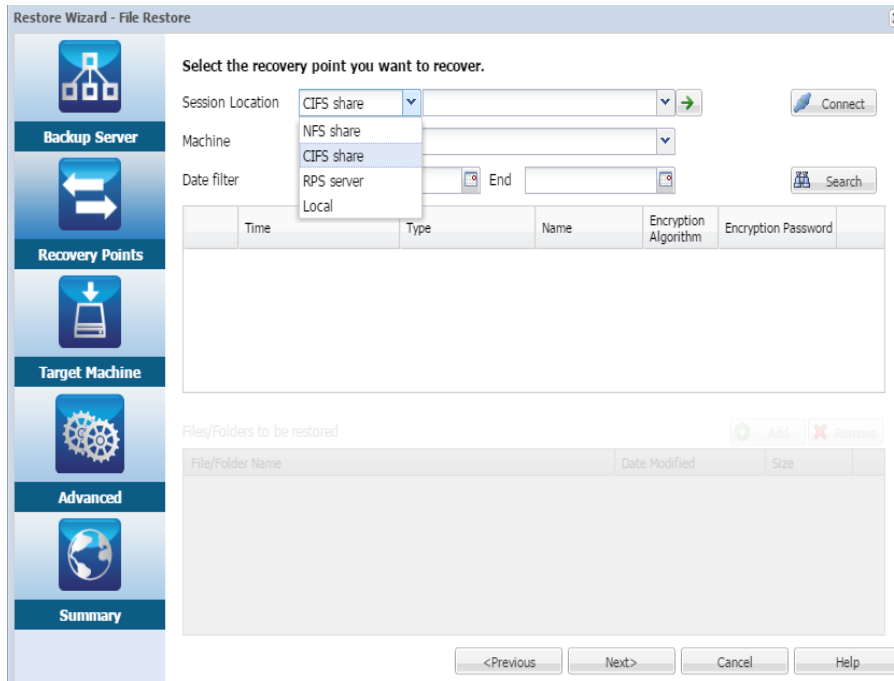 Restore Wizard - File Restore
Select the recovery point you want to recover.
Session Location CIFS share Connect
NFS share
CIFS share
RPS server
Local
Machine
Date filter End Search
Time Type Name Encryption Algorithm Encryption Password
Backup Server
Recovery Points
Target Machine
Advanced
Summary
Files/Folders to be restored Add Remove
File/Folder Name Date Modified Size
<Previous Next> Cancel Help